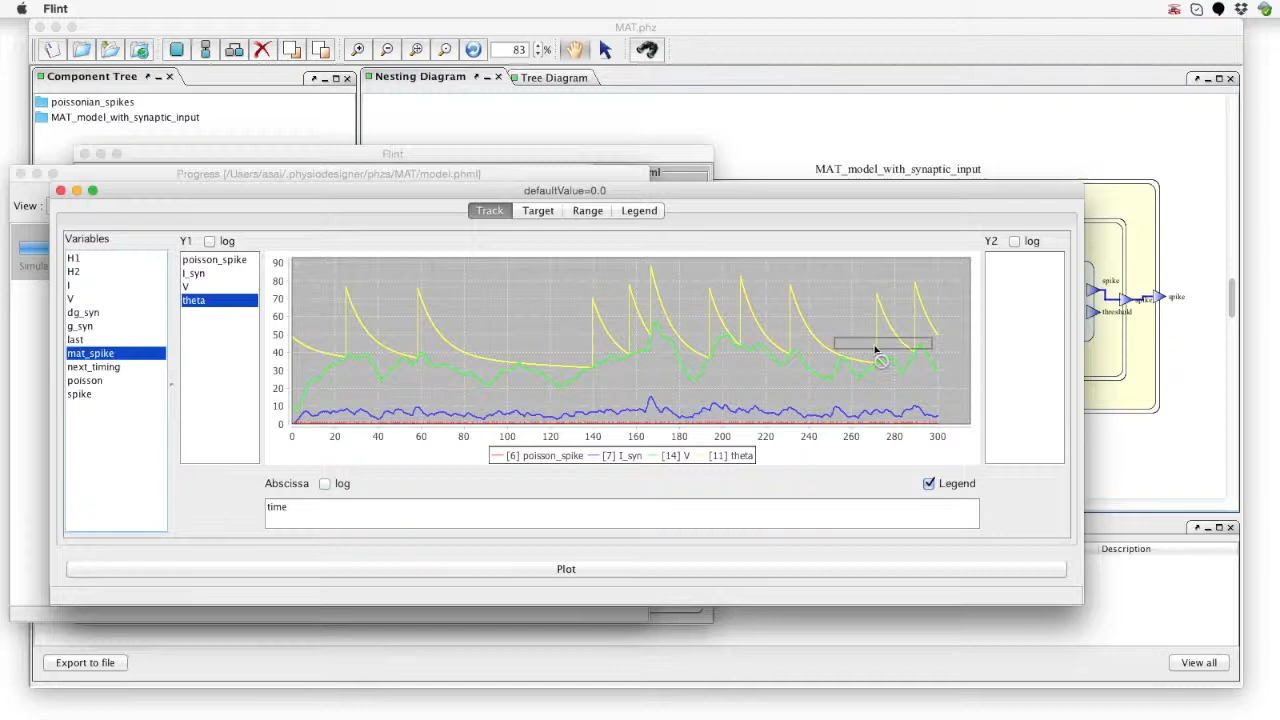 Flint
MAT.phz
83 %
Component Tree
Nesting Diagram
Tree Diagram
poissonian_spikes
MAT_model_with_synaptic_input
Flint
MAT_model_with_synaptic_input
Progress [/Users/asai/.physiodesigner/phzs/MAT/model.phml]
ml
defaultValue=0.0
View :
Track Target Range Legend
Variables
Y1 log
Y2 log
H1
H2
I
V
dg_syn
g_syn
last
mat_spike
next_timing
poisson
spike
poisson_spike
I_syn
V
theta
90
80
70
60
50
40
30
20
10
0
0 20 40 60 80 100 120 140 160 180 200 220 240 260 280 300
[6] poisson_spike [7] I_syn [14] V [11] theta
spike
spike
threshold
Simula
Abscissa log
Legend
time
Plot
Description
Export to file
View all